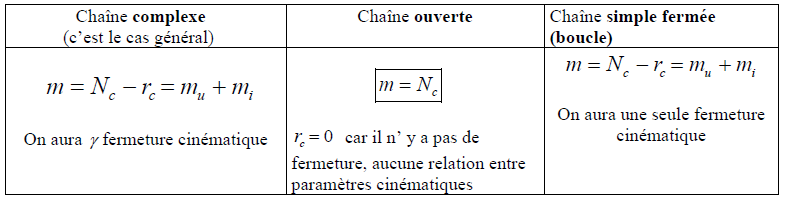 Chaîne complexe
(c’est le cas général)
m = N_c − r_c = m_u + m_i
On aura γ fermeture cinématique
Chaîne ouverte
m = N_c
r_c = 0 car il n’ y a pas de
fermeture, aucune relation entre
paramètres cinématiques
Chaîne simple fermée
(boucle)
m = N_c − r_c = m_u + m_i
On aura une seule fermeture
cinématique